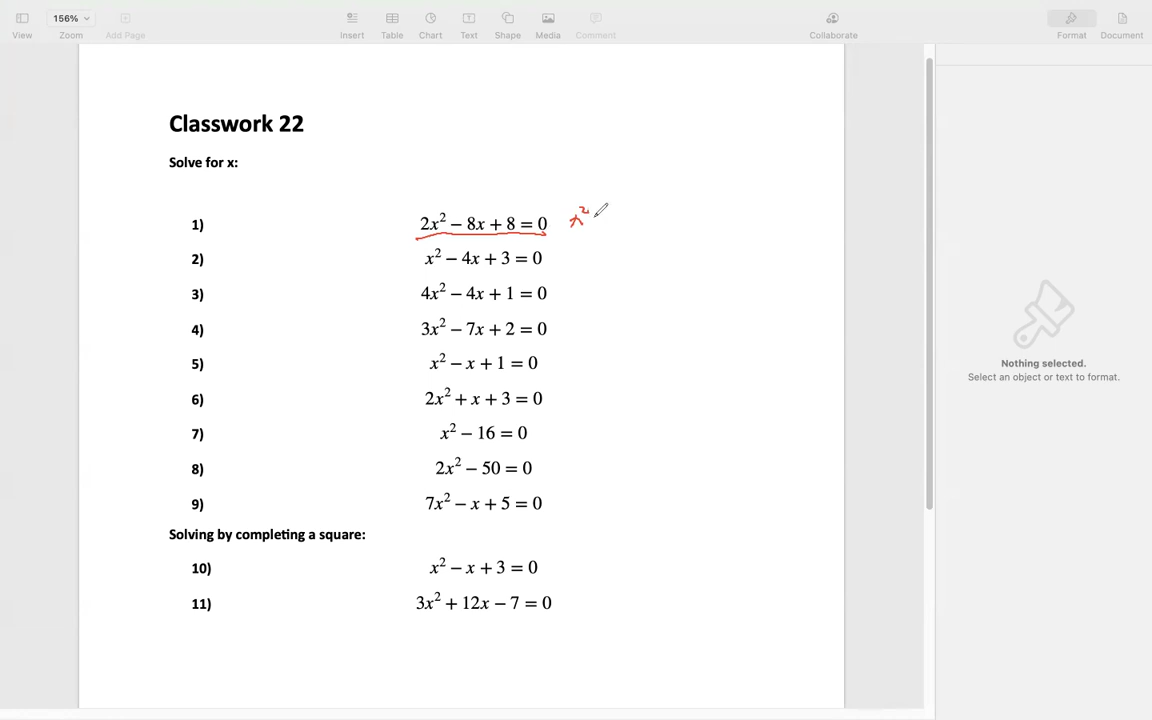 156%
View Zoom Add Page Insert Table Chart Text Shape Media Comment Collaborate Format Document
Classwork 22
Solve for x:
1) 2x² − 8x + 8 = 0 x²
2) x² − 4x + 3 = 0
3) 4x² − 4x + 1 = 0
4) 3x² − 7x + 2 = 0
5) x² − x + 1 = 0
6) 2x² + x + 3 = 0
7) x² − 16 = 0
8) 2x² − 50 = 0
9) 7x² − x + 5 = 0
Solving by completing a square:
10) x² − x + 3 = 0
11) 3x² + 12x − 7 = 0
Nothing selected.
Select an object or text to format.